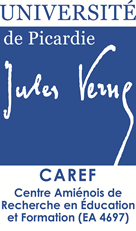 UNIVERSITÉ
de Picardie
Jules Verne
CAREF
Centre Amiénois de
Recherche en Éducation
et Formation (EA 4697)